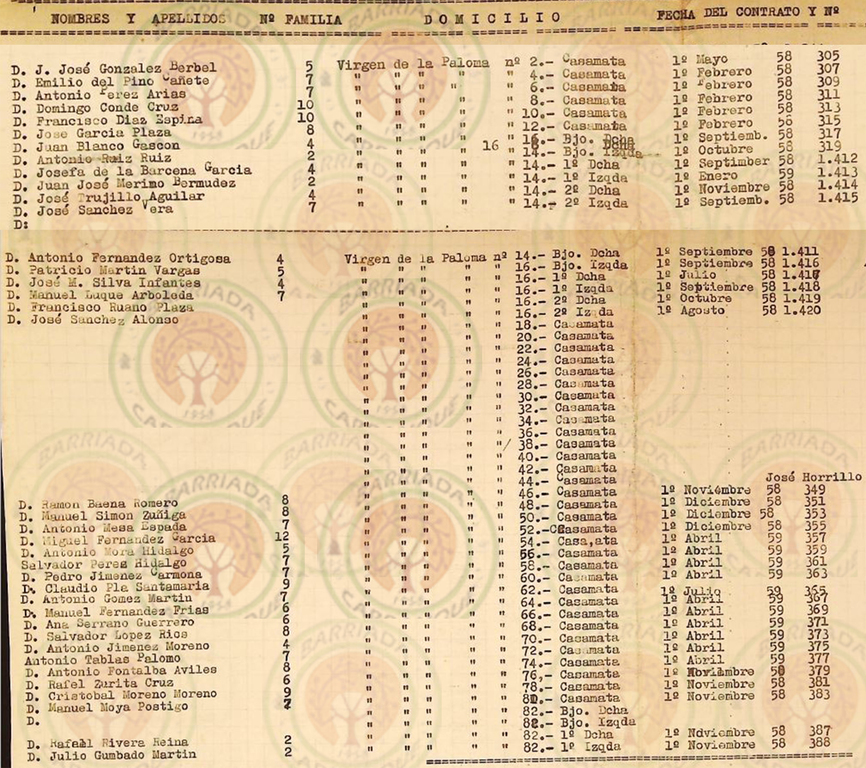 NOMBRES Y APELLIDOS Nº FAMILIA DOMICILIO FECHA DEL CONTRATO Y Nº
D. J. José Gonzalez Berbel 5 Virgen de la Paloma nº 2.- Casamata 1º Mayo 58 305
D. Emilio del Pino Cañete 7 " " " " " 4.- Casamata 1º Febrero 58 307
D. Antonio Perez Arias 7 " " " " " 6.- Casamata 1º Febrero 58 309
D. Domingo Conde Cruz 10 " " " " " 8.- Casamata 1º Febrero 58 311
D. Francisco Diaz Espina 10 " " " " " 10.- Casamata 1º Febrero 58 313
D. Jose Garcia Plaza 8 " " " " " 12.- Casamata 1º Febrero 58 315
D. Juan Blanco Gascon 4 " " " " 16 " Bjo. Dcha 1º Septiemb. 58 317
D. Antonio Ruiz Ruiz 2 " " " " " 14.- Bjo. Izqda 1º Octubre 58 319
D. Josefa de la Barcena Garcia 4 " " " " " 14.- 1º Dcha 1º Septimber 58 1.412
D. Juan José Merino Bermudez 2 " " " " " 14.- 1º Izqda 1º Enero 59 1.413
D. José Trujillo Aguilar 4 " " " " " 14.- 2º Dcha 1º Noviembre 58 1.414
D. José Sanchez Vera 7 " " " " " 14.- 2º Izqda 1º Septiemb. 58 1.415
D:
D. Antonio Fernandez Ortigosa 4 Virgen de la Paloma nº 14.- Bjo. Dcha 1º Septiembre 58 1.411
D. Patricio Martin Vargas 5 " " " " " 16.- Bjo. Izqda 1º Septiembre 58 1.416
D. José M. Silva Infantes 4 " " " " " 16.- 1º Dcha 1º Julio 58 1.417
D. Manuel Luque Arboleda 7 " " " " " 16.- 1º Izqda 1º Septiembre 58 1.418
D. Francisco Ruano Plaza " " " " " 16.- 2º Dcha 1º Octubre 58 1.419
D. José Sanchez Alonso " " " " " 16.- 2º Izqda 1º Agosto 58 1.420
" " " " " 18.- Casamata
" " " " " 20.- Casamata
" " " " " 22.- Casamata
" " " " " 24.- Casamata
" " " " " 26.- Casamata
" " " " " 28.- Casamata
" " " " " 30.- Casamata
" " " " " 32.- Casamata
" " " " " 34.- Casamata
" " " " " 36.- Casamata
" " " " " 38.- Casamata
" " " " " 40.- Casamata
" " " " " 42.- Casamata
" " " " " 44.- Casamata José Horrillo
D. Ramon Baena Romero 8 " " " " " 46.- Casamata 1º Noviémbre 58 349
D. Manuel Simon Zuñiga 8 " " " " " 48.- Casamata 1º Diciembre 58 351
D. Antonio Mesa Espada 7 " " " " " 50.- Casamata 1º Diciembre 58 353
D. Miguel Fernandez Garcia 12 " " " " " 52.- Casamata 1º Diciembre 58 355
D. Antonio Mora Hidalgo 5 " " " " " 54.- Casamata 1º Abril 59 357
Salvador Perez Hidalgo 7 " " " " " 56.- Casamata 1º Abril 59 359
D. Pedro Jimenez Carmona 7 " " " " " 58.- Casamata 1º Abril 59 361
D. Claudio Pla Santamaria 9 " " " " " 60.- Casamata 1º Abril 59 363
D. Antonio Gomez Martin 7 " " " " " 62.- Casamata 1º Julio 59 365
D. Manuel Fernandez Frias 6 " " " " " 64.- Casamata 1º Abril 59 367
D. Ana Serrano Guerrero 6 " " " " " 66.- Casamata 1º Abril 59 369
D. Salvador Lopez Rios 8 " " " " " 68.- Casamata 1º Abril 59 371
D. Antonio Jimenez Moreno 4 " " " " " 70.- Casamata 1º Abril 59 373
Antonio Tablas Palomo 7 " " " " " 72.- Casamata 1º Abril 59 375
D. Antonio Fontalba Aviles 8 " " " " " 74.- Casamata 1º Abril 59 377
D. Rafel Zurita Cruz 6 " " " " " 76,- Casamata 1º Noviembre 58 379
D. Cristobal Moreno Moreno 9 " " " " " 78.- Casamata 1º Noviembre 58 381
D. Manuel Moya Postigo 7 " " " " " 80.- Casamata 1º Noviembre 58 383
D. " " " " " 82.- Bjo. Dcha
" " " " " 82.- Bjo. Izqda
D. Rafael Rivera Reina 2 " " " " " 82.- 1º Dcha 1º Ndviembre 58 387
D. Julio Gumbado Martin 2 " " " " " 82.- 1º Izqda 1º Noviembre 58 388
BARRIADA
CARRANQUE
1958